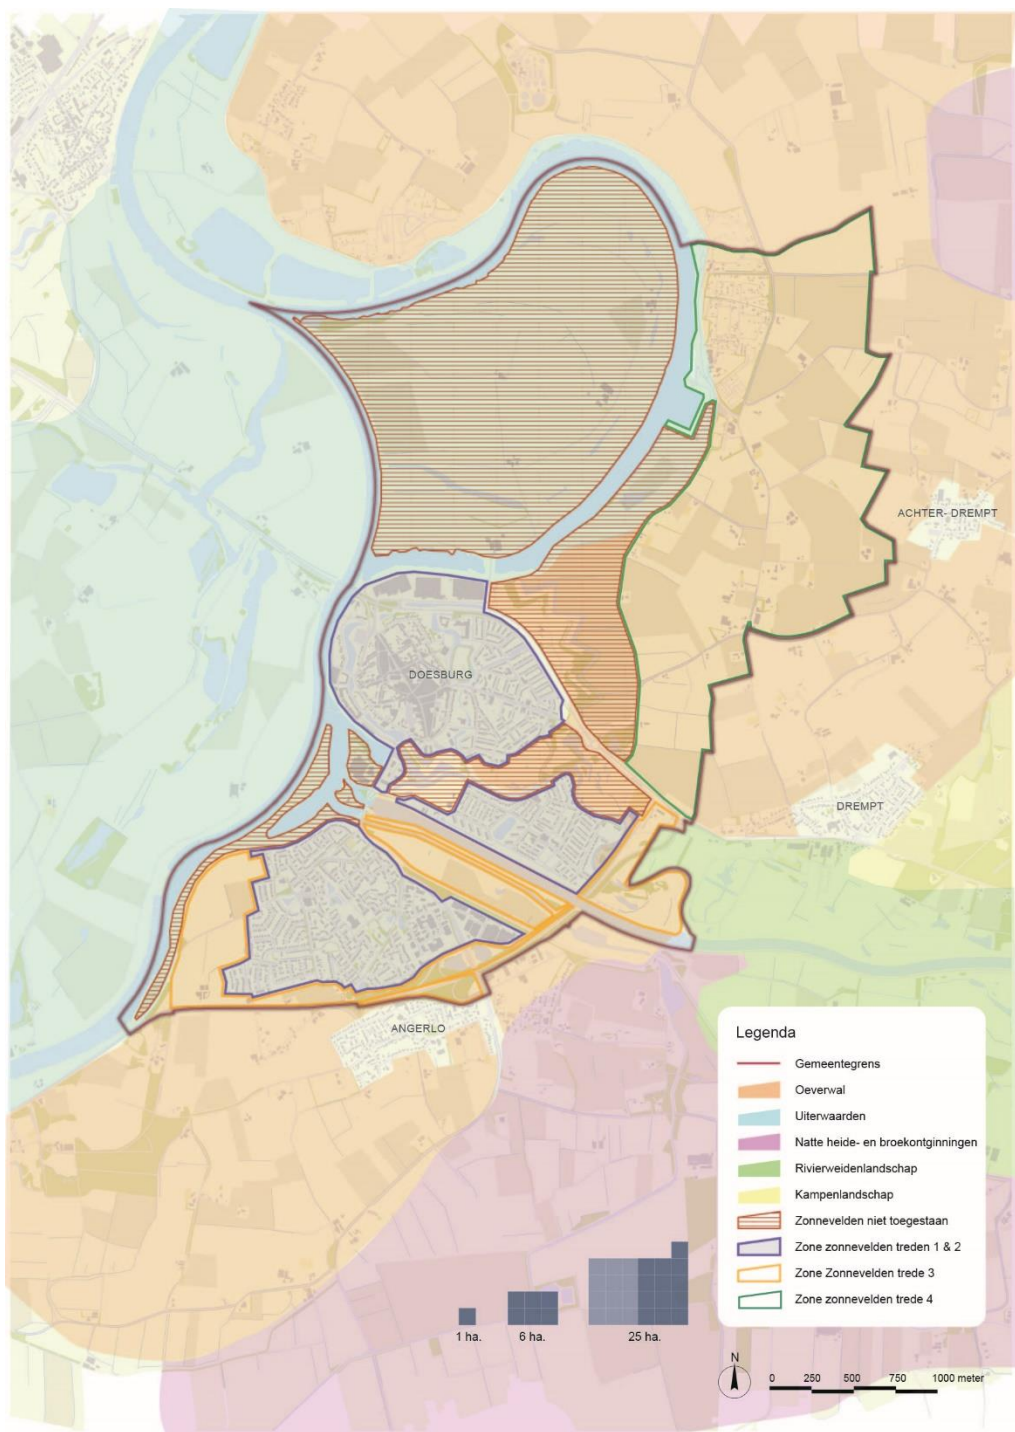 ACHTER- DREMPT
DOESBURG
DREMPT
ANGERLO
Legenda
Gemeentegrens
Oeverwal
Uiterwaarden
Natte heide- en broekontginningen
Rivierweidenlandschap
Kampenlandschap
Zonnevelden niet toegestaan
Zone zonnevelden treden 1 & 2
Zone Zonnevelden trede 3
Zone zonnevelden trede 4
1 ha.
6 ha.
25 ha.
N
0 250 500 750 1000 meter